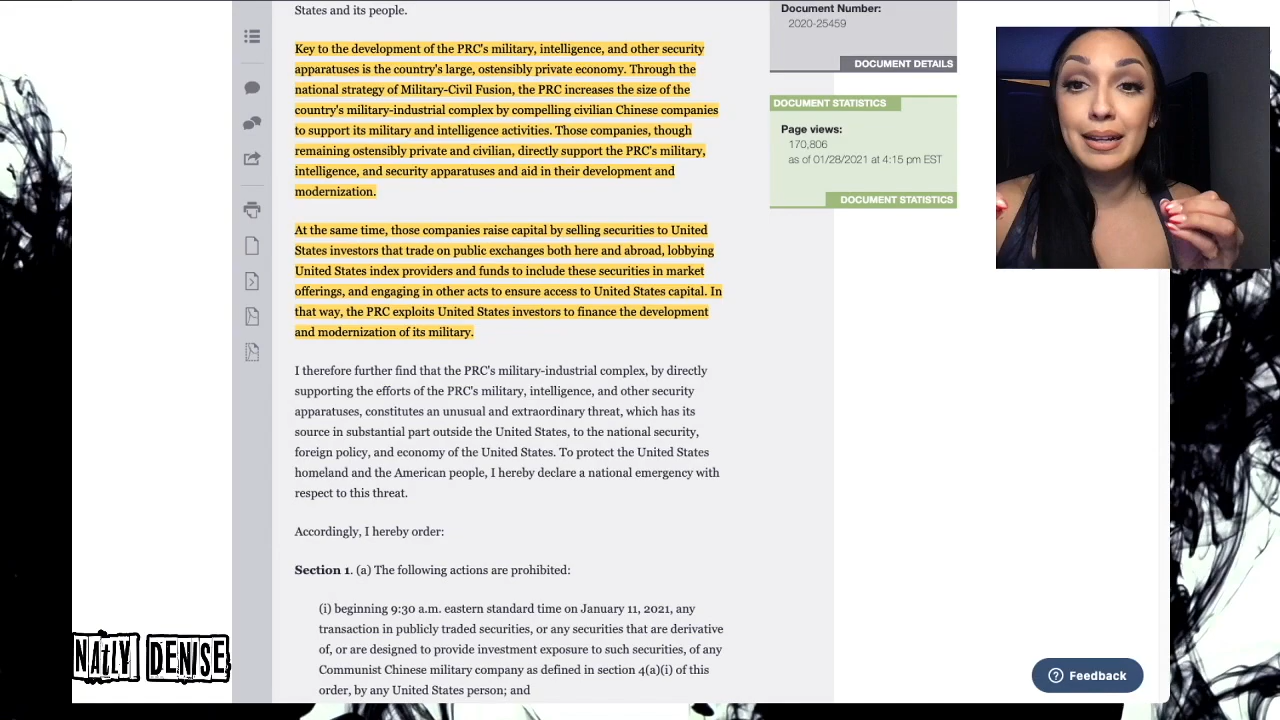 States and its people.
Key to the development of the PRC's military, intelligence, and other security
apparatuses is the country's large, ostensibly private economy. Through the
national strategy of Military-Civil Fusion, the PRC increases the size of the
country's military-industrial complex by compelling civilian Chinese companies
to support its military and intelligence activities. Those companies, though
remaining ostensibly private and civilian, directly support the PRC's military,
intelligence, and security apparatuses and aid in their development and
modernization.
At the same time, those companies raise capital by selling securities to United
States investors that trade on public exchanges both here and abroad, lobbying
United States index providers and funds to include these securities in market
offerings, and engaging in other acts to ensure access to United States capital. In
that way, the PRC exploits United States investors to finance the development
and modernization of its military.
I therefore further find that the PRC's military-industrial complex, by directly
supporting the efforts of the PRC's military, intelligence, and other security
apparatuses, constitutes an unusual and extraordinary threat, which has its
source in substantial part outside the United States, to the national security,
foreign policy, and economy of the United States. To protect the United States
homeland and the American people, I hereby declare a national emergency with
respect to this threat.
Accordingly, I hereby order:
Section 1. (a) The following actions are prohibited:
(i) beginning 9:30 a.m. eastern standard time on January 11, 2021, any
transaction in publicly traded securities, or any securities that are derivative
of, or are designed to provide investment exposure to such securities, of any
Communist Chinese military company as defined in section 4(a)(i) of this
order, by any United States person; and
Document Number:
2020-25459
DOCUMENT DETAILS
DOCUMENT STATISTICS
Page views:
170,806
as of 01/28/2021 at 4:15 pm EST
DOCUMENT STATISTICS
NAtLY DENISE
Feedback